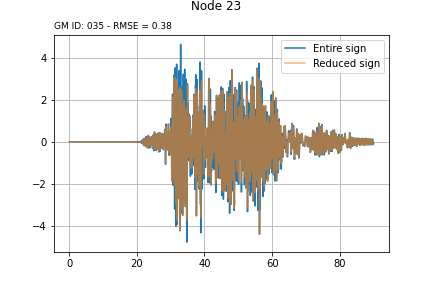 Node 23
GM ID: 035 - RMSE = 0.38
Entire sign
Reduced sign
4
2
0
−2
−4
0 20 40 60 80